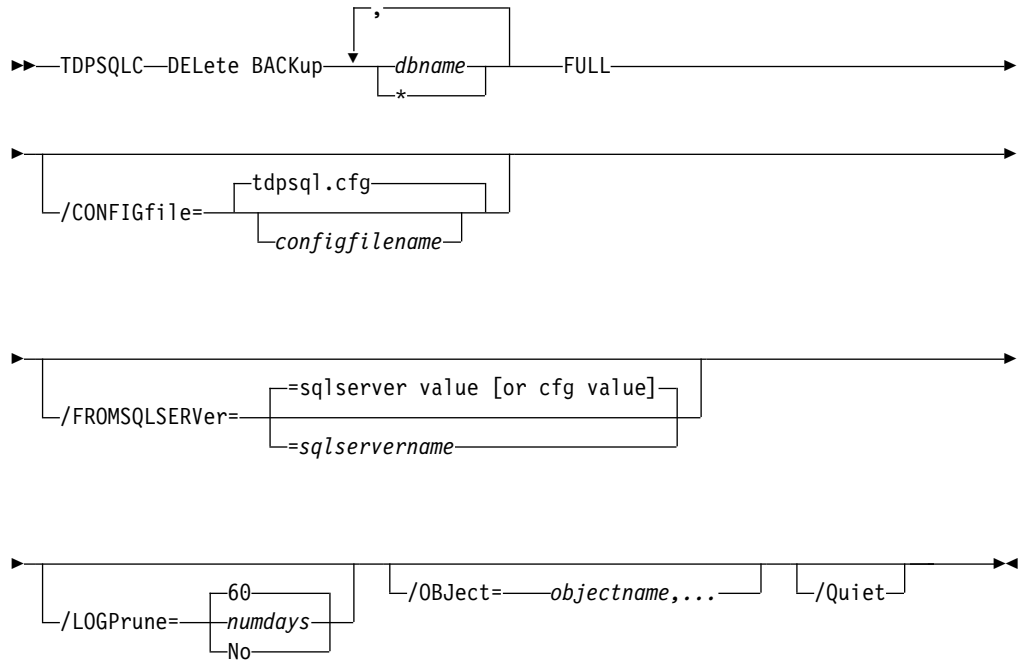 ,
TDPSQLC DELete BACKup dbname FULL
*
tdpsql.cfg
/CONFIGfile=
configfilename
=sqlserver value [or cfg value]
/FROMSQLSERVer=
=sqlservername
60
/LOGPrune= numdays
No
/OBJect= objectname,...
/Quiet